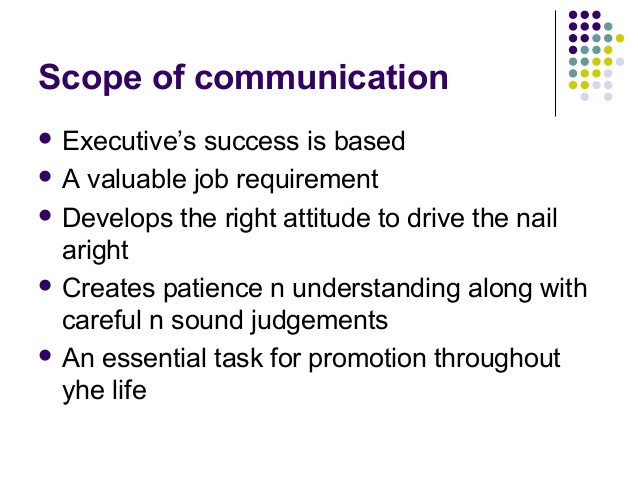 Scope of communication
Executive’s success is based
A valuable job requirement
Develops the right attitude to drive the nail
aright
Creates patience n understanding along with
careful n sound judgements
An essential task for promotion throughout
yhe life